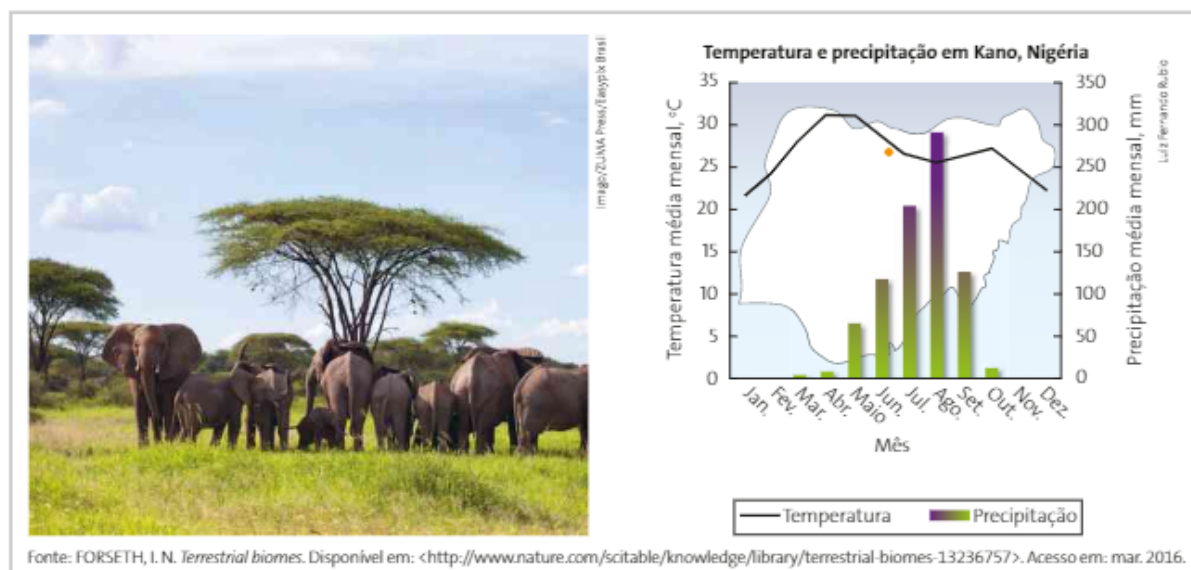 Imago/ZUMA Press/Easypix Brasil
Temperatura e precipitação em Kano, Nigéria
Temperatura média mensal, ºC
35
30
25
20
15
10
5
0
350
300
250
200
150
100
50
0
Precipitação média mensal, mm
Luiz Fernando Rubio
Jan.
Fev.
Mar.
Abr.
Maio
Jun.
Jul.
Ago.
Set.
Out.
Nov.
Dez.
Mês
Temperatura
Precipitação
Fonte: FORSETH, I. N. Terrestrial biomes. Disponível em: <http://www.nature.com/scitable/knowledge/library/terrestrial-biomes-13236757>. Acesso em: mar. 2016.